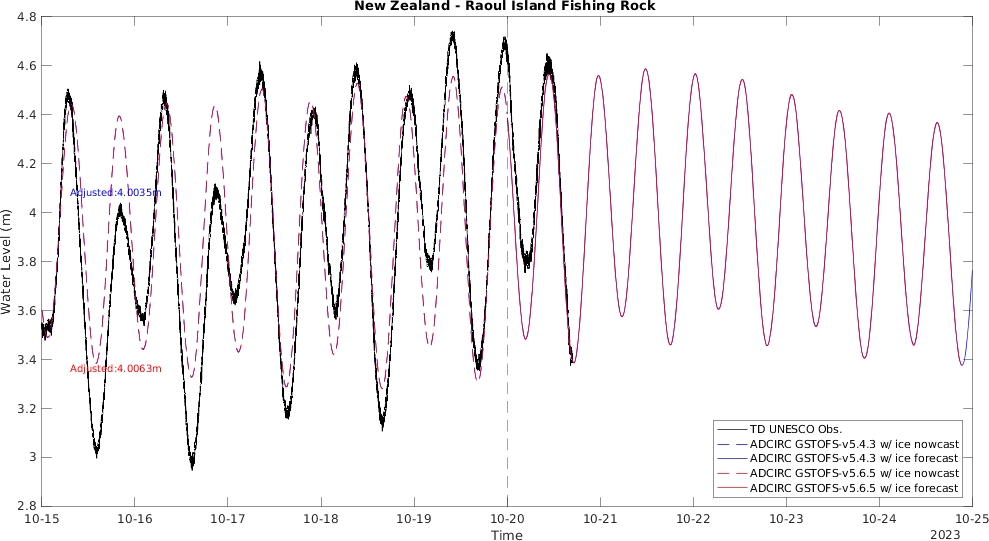 New Zealand - Raoul Island Fishing Rock
4.8
4.6
4.4
4.2
4
3.8
3.6
3.4
3.2
3
2.8
Water Level (m)
Adjusted:4.0035m
Adjusted:4.0063m
TD UNESCO Obs.
ADCIRC GSTOFS-v5.4.3 w/ ice nowcast
ADCIRC GSTOFS-v5.4.3 w/ ice forecast
ADCIRC GSTOFS-v5.6.5 w/ ice nowcast
ADCIRC GSTOFS-v5.6.5 w/ ice forecast
10-15 10-16 10-17 10-18 10-19 10-20 10-21 10-22 10-23 10-24 10-25
Time
2023